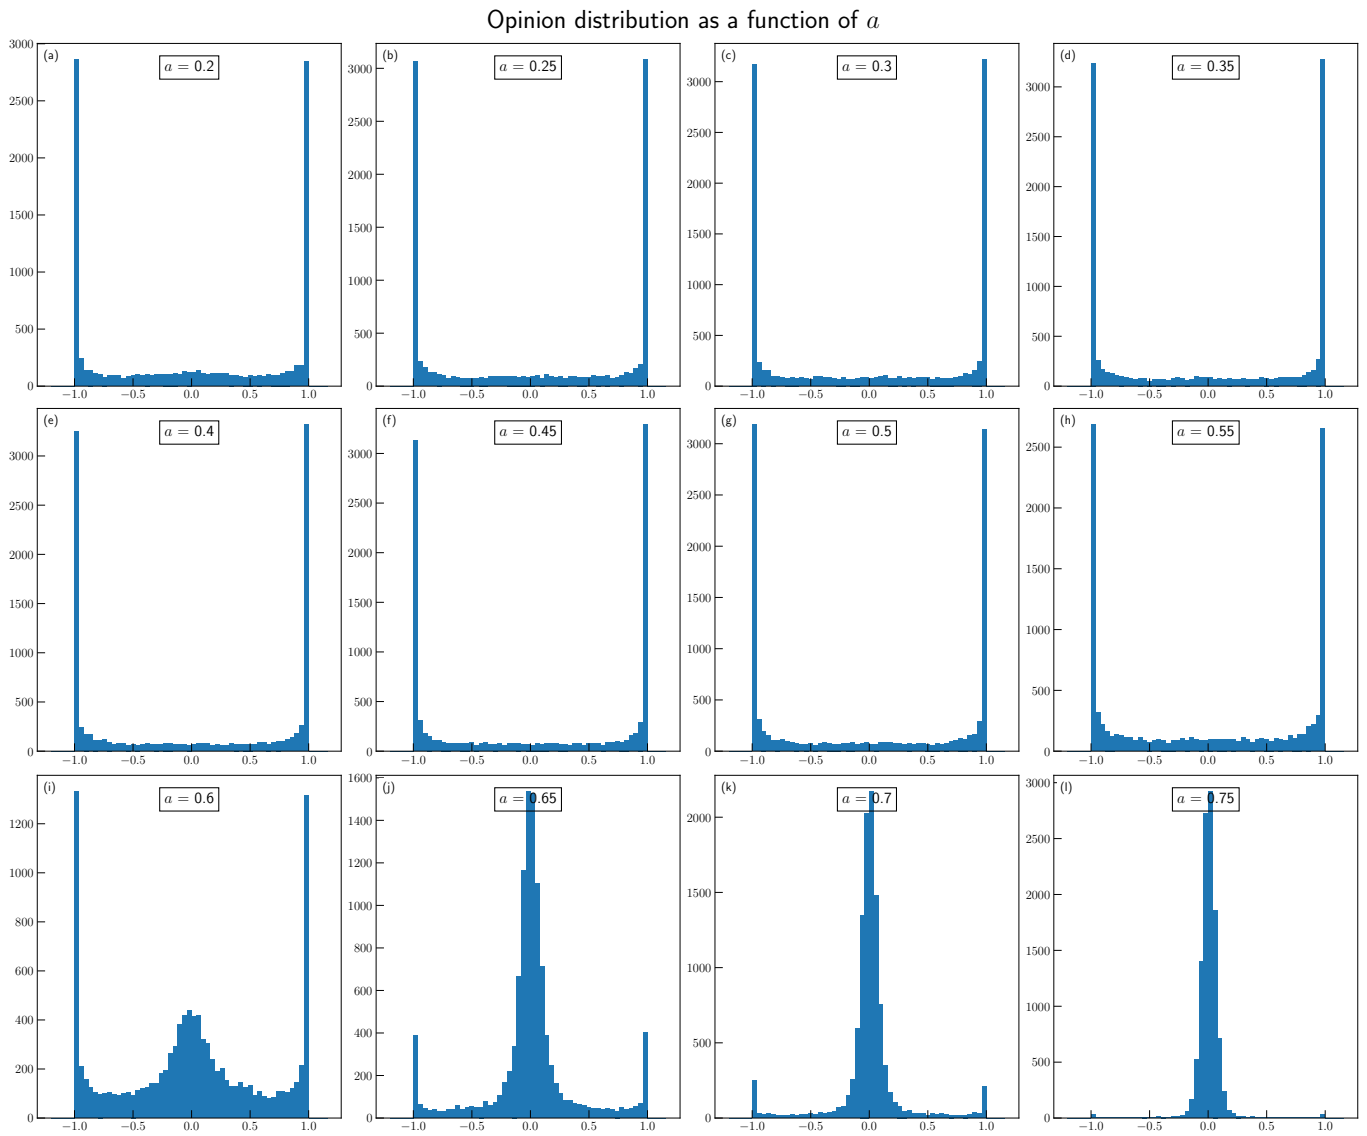 Opinion distribution as a function of a
(a)
a = 0.2
3000
2500
2000
1500
1000
500
0
−1.0 −0.5 0.0 0.5 1.0
(b)
a = 0.25
3000
2500
2000
1500
1000
500
0
−1.0 −0.5 0.0 0.5 1.0
(c)
a = 0.3
3000
2500
2000
1500
1000
500
0
−1.0 −0.5 0.0 0.5 1.0
(d)
a = 0.35
3000
2500
2000
1500
1000
500
0
−1.0 −0.5 0.0 0.5 1.0
(e)
a = 0.4
3000
2500
2000
1500
1000
500
0
−1.0 −0.5 0.0 0.5 1.0
(f)
a = 0.45
3000
2500
2000
1500
1000
500
0
−1.0 −0.5 0.0 0.5 1.0
(g)
a = 0.5
3000
2500
2000
1500
1000
500
0
−1.0 −0.5 0.0 0.5 1.0
(h)
a = 0.55
2500
2000
1500
1000
500
0
−1.0 −0.5 0.0 0.5 1.0
(i)
a = 0.6
1200
1000
800
600
400
200
0
−1.0 −0.5 0.0 0.5 1.0
(j)
a = 0.65
1600
1400
1200
1000
800
600
400
200
0
−1.0 −0.5 0.0 0.5 1.0
(k)
a = 0.7
2000
1500
1000
500
0
−1.0 −0.5 0.0 0.5 1.0
(l)
a = 0.75
3000
2500
2000
1500
1000
500
0
−1.0 −0.5 0.0 0.5 1.0